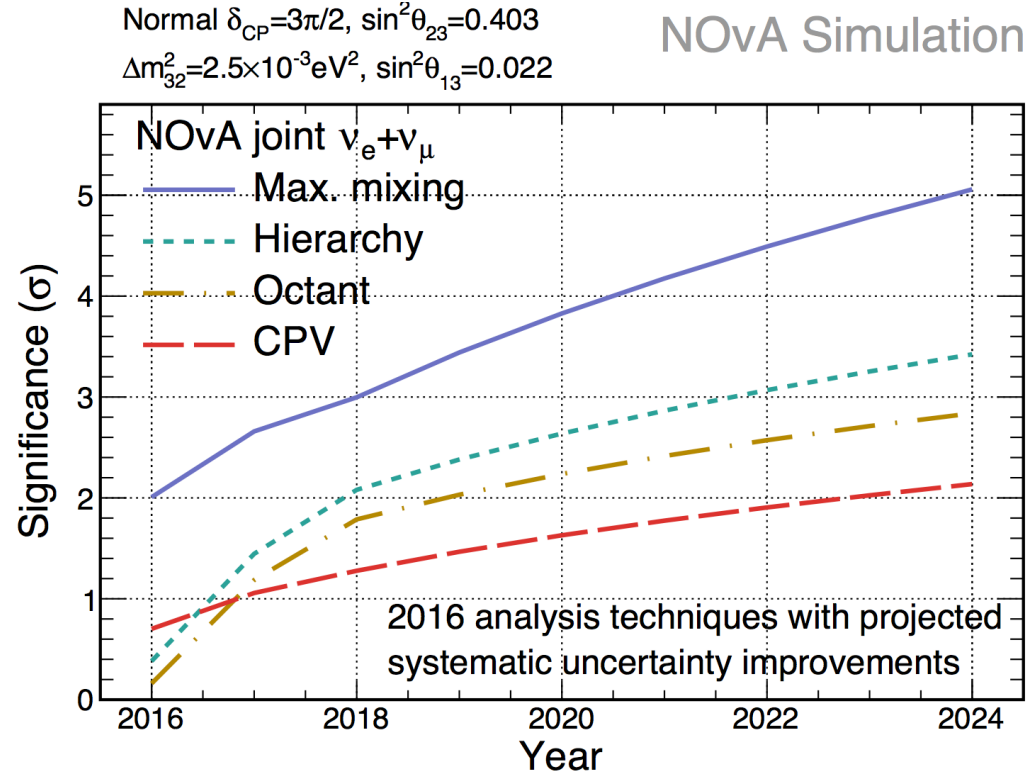 Normal δCP=3π/2, sin²θ23=0.403
NOvA Simulation
Δm²32=2.5×10⁻³eV², sin²θ13=0.022
NOvA joint νe+νμ
Max. mixing
Hierarchy
Octant
CPV
2016 analysis techniques with projected
systematic uncertainty improvements
Significance (σ)
5
4
3
2
1
0
2016 2018 2020 2022 2024
Year